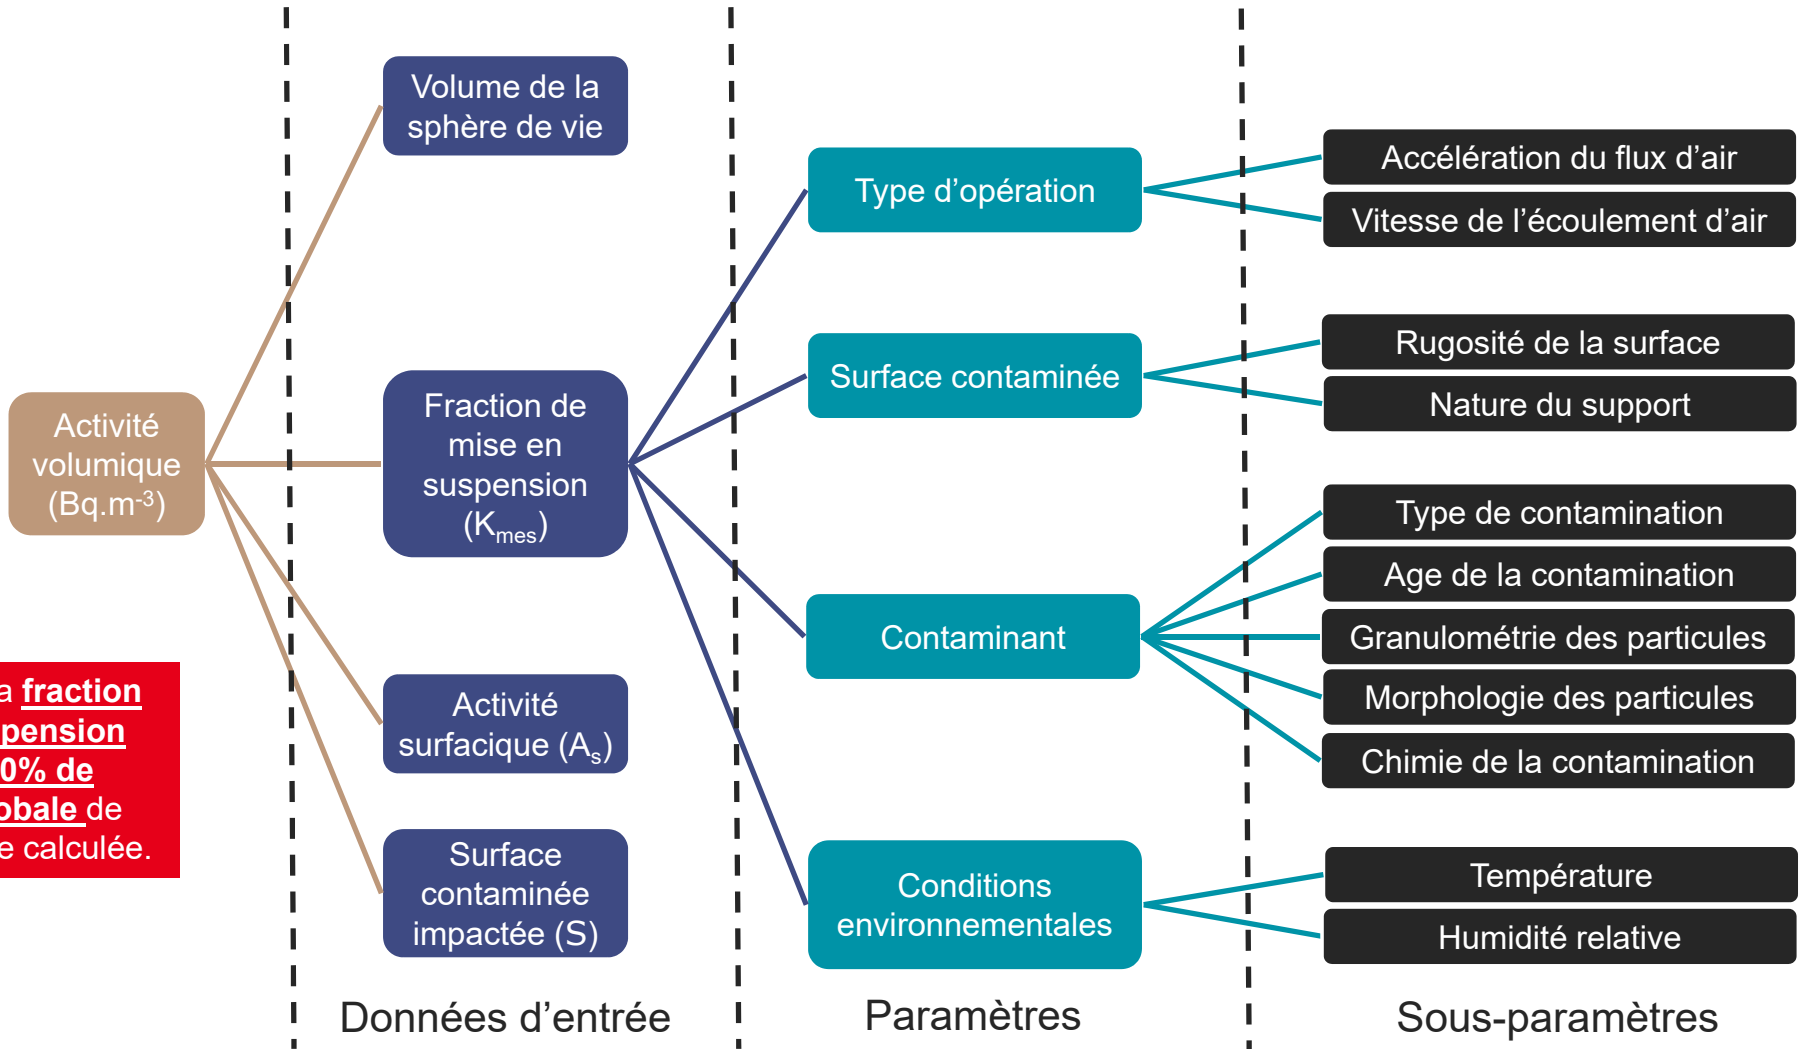 Activité
volumique
(Bq.m⁻³)
a fraction
pension
0% de
obale de
e calculée.
Volume de la
sphère de vie
Fraction de
mise en
suspension
(Kₘₑₛ)
Activité
surfacique (Aₛ)
Surface
contaminée
impactée (S)
Données d’entrée
Type d’opération
Surface contaminée
Contaminant
Conditions
environnementales
Paramètres
Accélération du flux d’air
Vitesse de l’écoulement d’air
Rugosité de la surface
Nature du support
Type de contamination
Age de la contamination
Granulométrie des particules
Morphologie des particules
Chimie de la contamination
Température
Humidité relative
Sous-paramètres